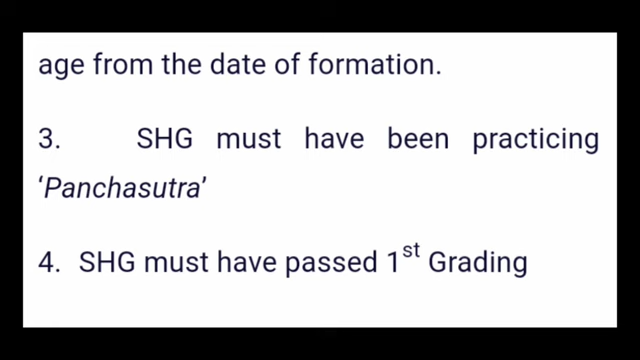 age from the date of formation.
3. SHG must have been practicing
‘Panchasutra’
4. SHG must have passed 1st Grading